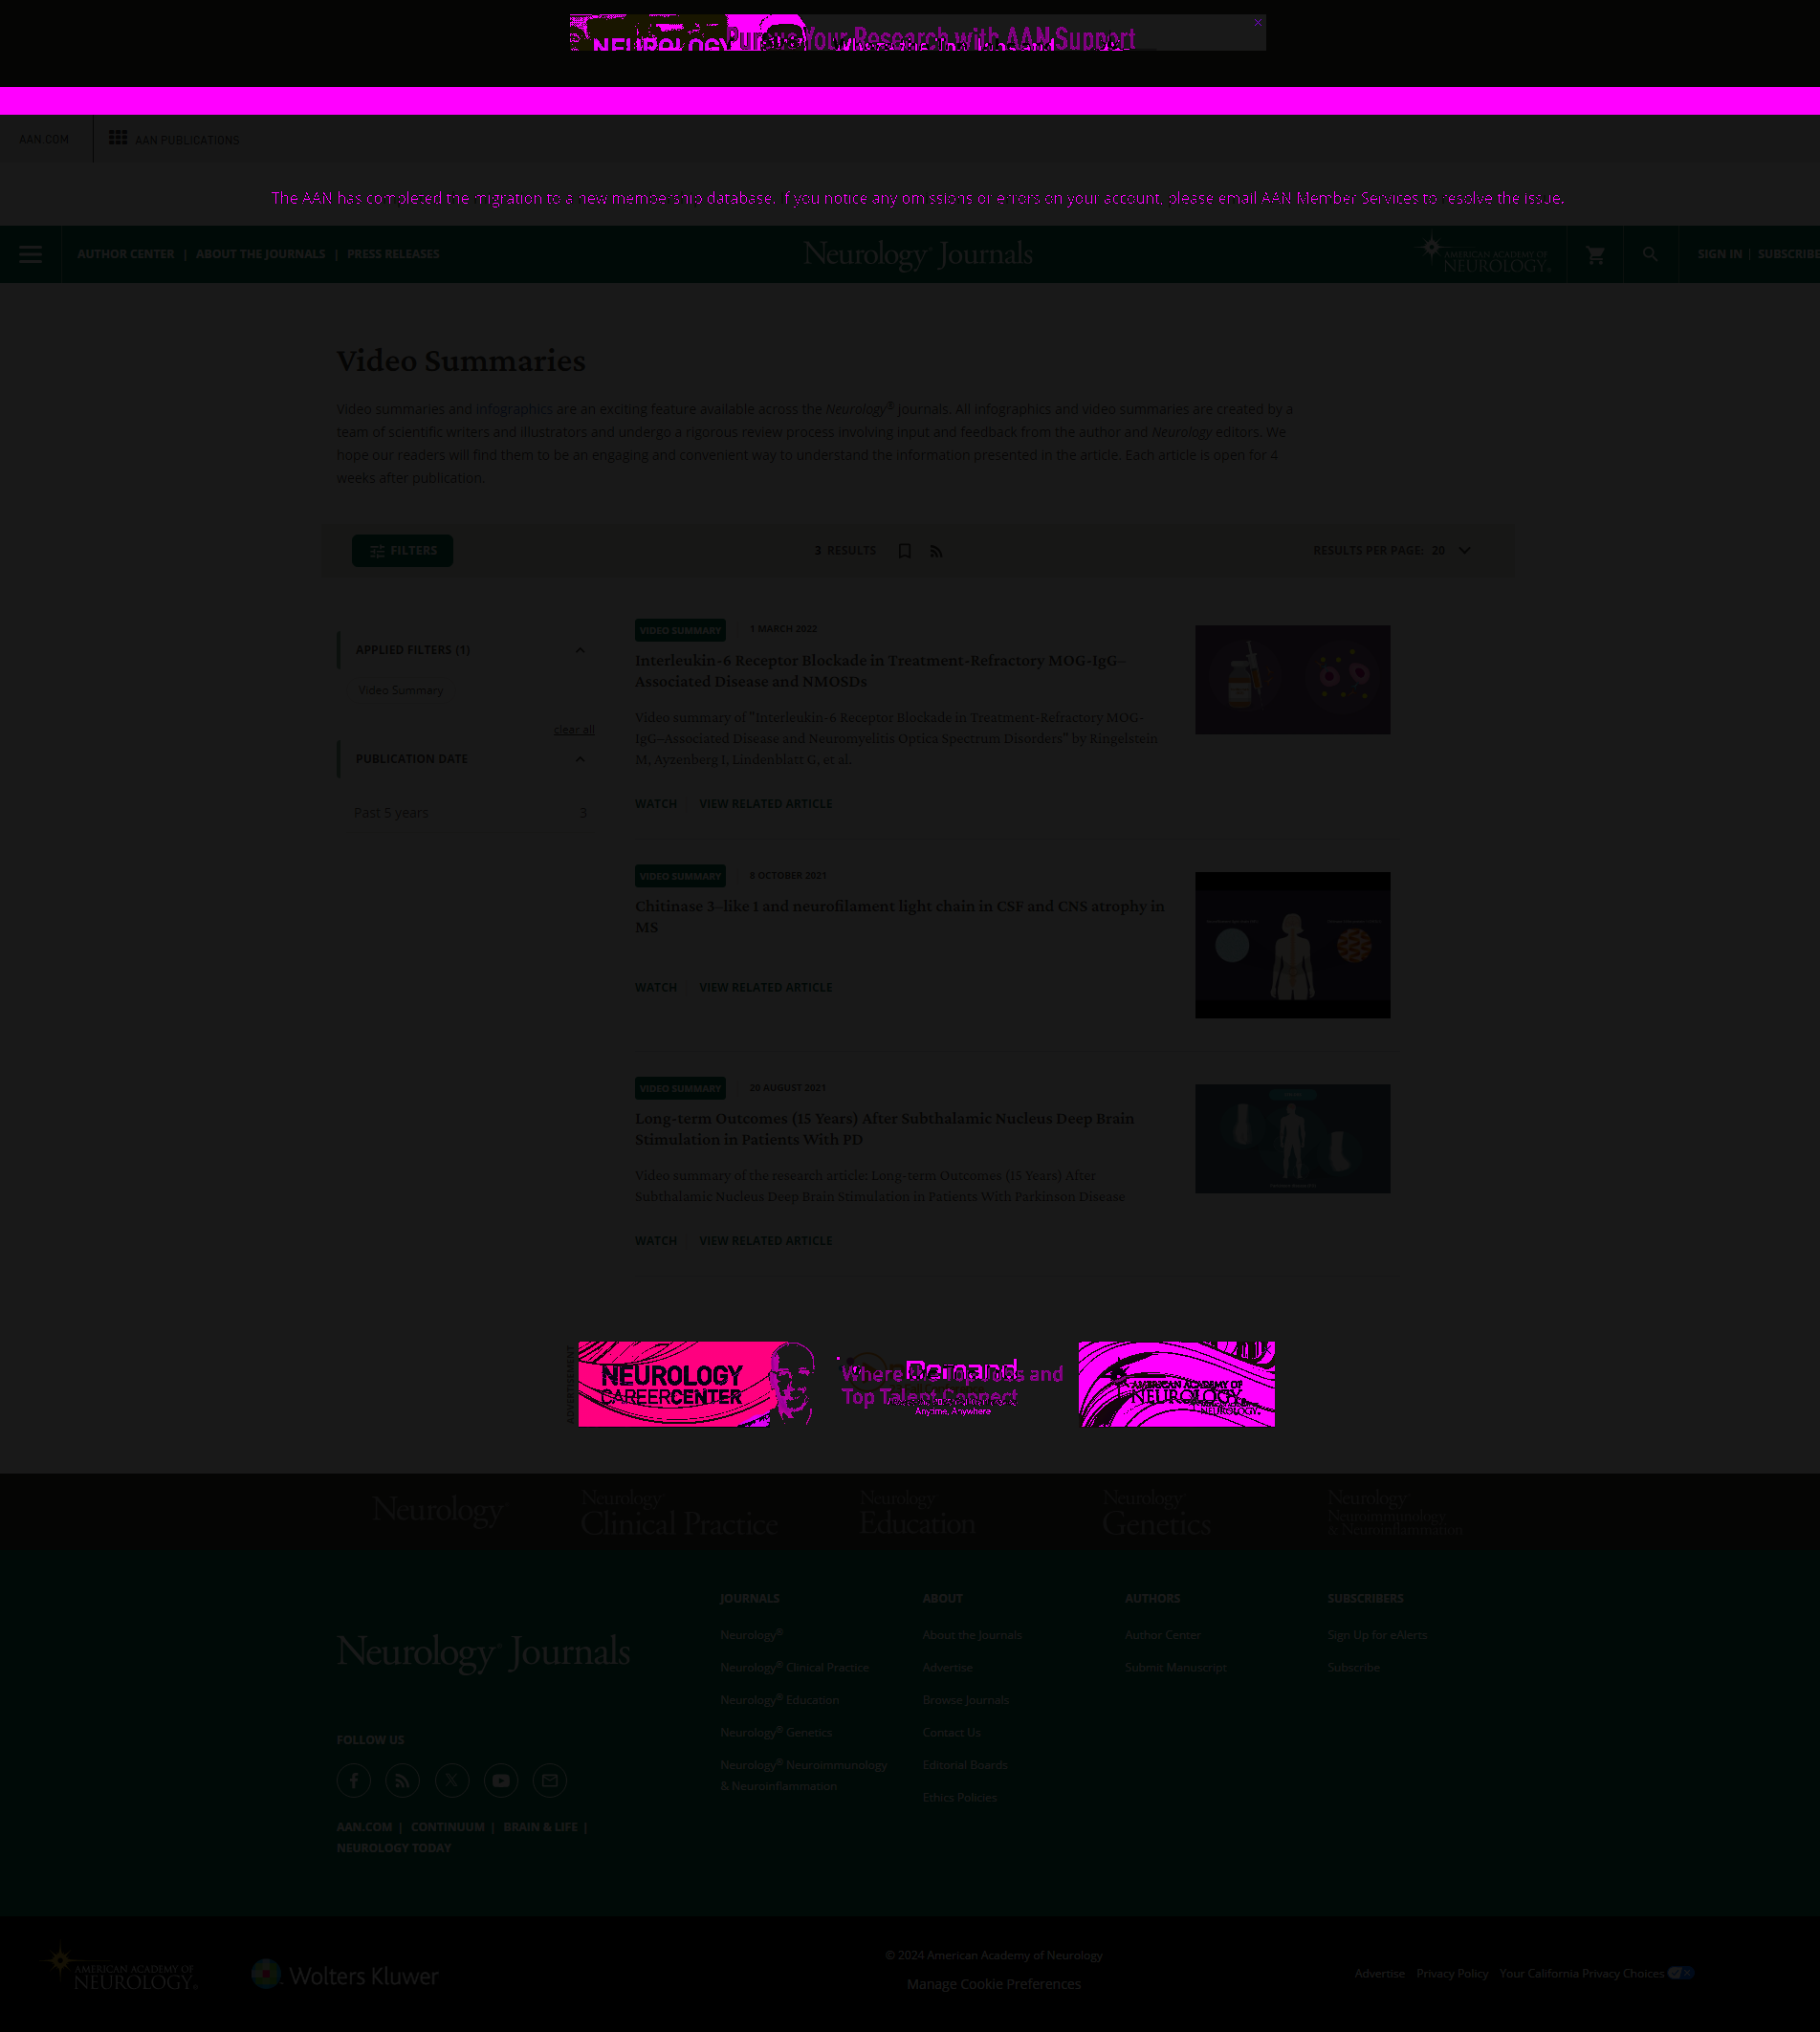 Pursue Your Research with AAN Support
NEUROLOGY
Where the Top Jobs and
AAN.COM
AAN PUBLICATIONS
The AAN has completed the migration to a new membership database. If you notice any omissions or errors on your account, please email AAN Member Services to resolve the issue.
AUTHOR CENTER | ABOUT THE JOURNALS | PRESS RELEASES
Neurology Journals
AMERICAN ACADEMY OF
NEUROLOGY®
SIGN IN | SUBSCRIBE
Video Summaries
Video summaries and infographics are an exciting feature available across the Neurology® Journals. All infographics and video summaries are created by a
team of scientific writers and illustrators and undergo a rigorous review process involving input and feedback from the author and Neurology editors. We
hope our readers will find them to be an engaging and convenient way to understand the information presented in the article. Each article is open for 4
weeks after publication.
FILTERS
3 RESULTS
RESULTS PER PAGE: 20
APPLIED FILTERS (1)
Video Summary
clear all
PUBLICATION DATE
Past 5 years 3
VIDEO SUMMARY
1 MARCH 2022
Interleukin-6 Receptor Blockade in Treatment-Refractory MOG-IgG–
Associated Disease and NMOSDs
Video summary of "Interleukin-6 Receptor Blockade in Treatment-Refractory MOG-
IgG–Associated Disease and Neuromyelitis Optica Spectrum Disorders" by Ringelstein
M, Ayzenberg I, Lindenblatt G, et al.
WATCH
VIEW RELATED ARTICLE
VIDEO SUMMARY
8 OCTOBER 2021
Chitinase 3–like 1 and neurofilament light chain in CSF and CNS atrophy in
MS
WATCH
VIEW RELATED ARTICLE
VIDEO SUMMARY
20 AUGUST 2021
Long-term Outcomes (15 Years) After Subthalamic Nucleus Deep Brain
Stimulation in Patients With PD
Video summary of the research article: Long-term Outcomes (15 Years) After
Subthalamic Nucleus Deep Brain Stimulation in Patients With Parkinson Disease
WATCH
VIEW RELATED ARTICLE
ADVERTISEMENT
NEUROLOGY
CAREERCENTER
Where the Top Jobs and
Top Talent Connect
Anytime, Anywhere
AMERICAN ACADEMY OF
NEUROLOGY
NEUROLOGY.
Neurology
Neurology
Clinical Practice
Neurology
Education
Neurology
Genetics
Neurology
Neuroimmunology
& Neuroinflammation
Neurology Journals
FOLLOW US
AAN.COM | CONTINUUM | BRAIN & LIFE |
NEUROLOGY TODAY
JOURNALS
Neurology®
Neurology® Clinical Practice
Neurology® Education
Neurology® Genetics
Neurology® Neuroimmunology
& Neuroinflammation
ABOUT
About the Journals
Advertise
Browse Journals
Contact Us
Editorial Boards
Ethics Policies
AUTHORS
Author Center
Submit Manuscript
SUBSCRIBERS
Sign Up for eAlerts
Subscribe
AMERICAN ACADEMY OF
NEUROLOGY®
Wolters Kluwer
© 2024 American Academy of Neurology
Manage Cookie Preferences
Advertise
Privacy Policy
Your California Privacy Choices